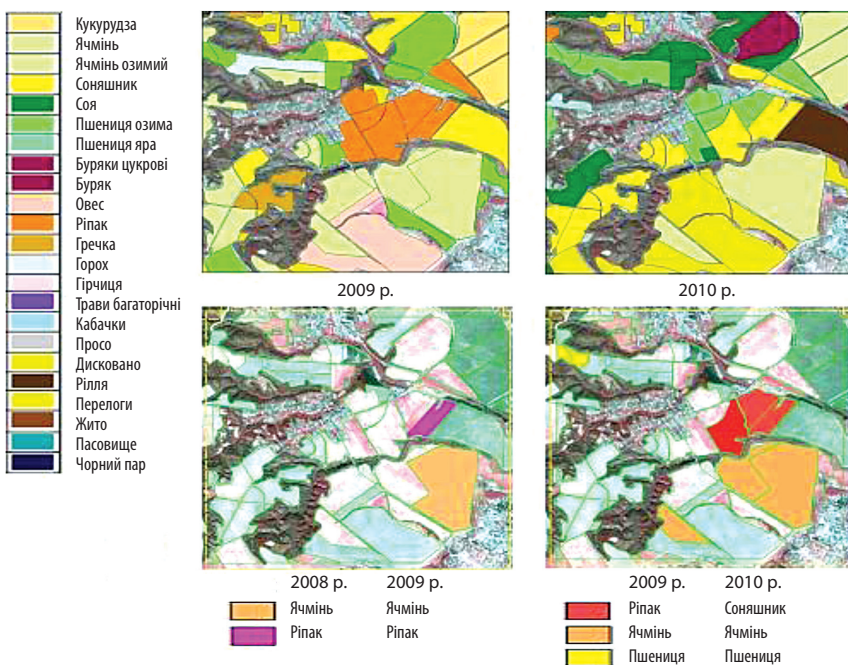 Кукурудза
Ячмінь
Ячмінь озимий
Соняшник
Соя
Пшениця озима
Пшениця яра
Буряки цукрові
Буряк
Овес
Ріпак
Гречка
Горох
Гірчиця
Трави багаторічні
Кабачки
Просо
Дисковано
Рілля
Перелоги
Жито
Пасовище
Чорний пар
2009 р.
2010 р.
2008 р. 2009 р.
Ячмінь Ячмінь
Ріпак Ріпак
2009 р. 2010 р.
Ріпак Соняшник
Ячмінь Ячмінь
Пшениця Пшениця